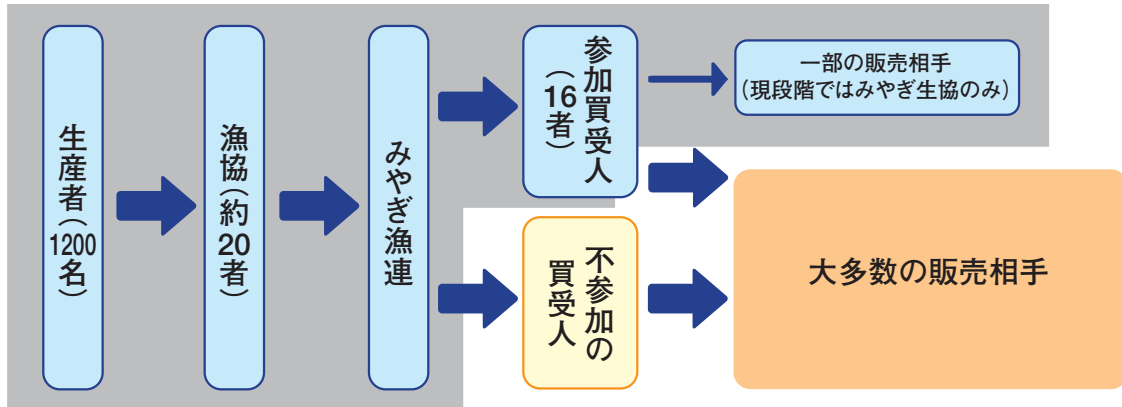 生産者(1200名)
漁協(約20者)
みやぎ漁連
参加買受人
(16者)
一部の販売相手
(現段階ではみやぎ生協のみ)
不参加の
買受人
大多数の販売相手